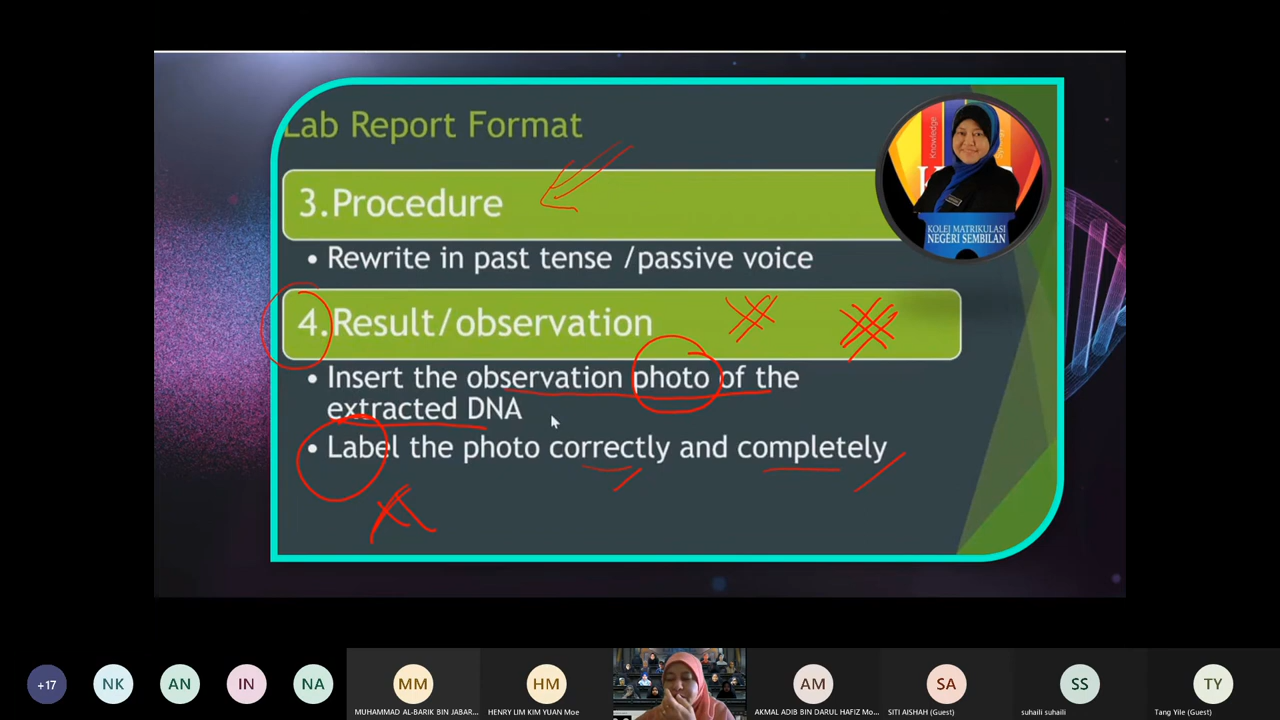 Lab Report Format
3.Procedure
• Rewrite in past tense /passive voice
4.Result/observation
• Insert the observation photo of the
extracted DNA
• Label the photo correctly and completely
Knowledge
KOLEJ MATRIKULASI
NEGERI SEMBILAN
+17
NK
AN
IN
NA
MM
MUHAMMAD AL-BARIK BIN JABAR...
HM
HENRY LIM KIM YUAN Moe
AM
AKMAL ADIB BIN DARUL HAFIZ Mo...
SA
SITI AISHAH (Guest)
SS
suhaili suhaili
TY
Tang Yile (Guest)